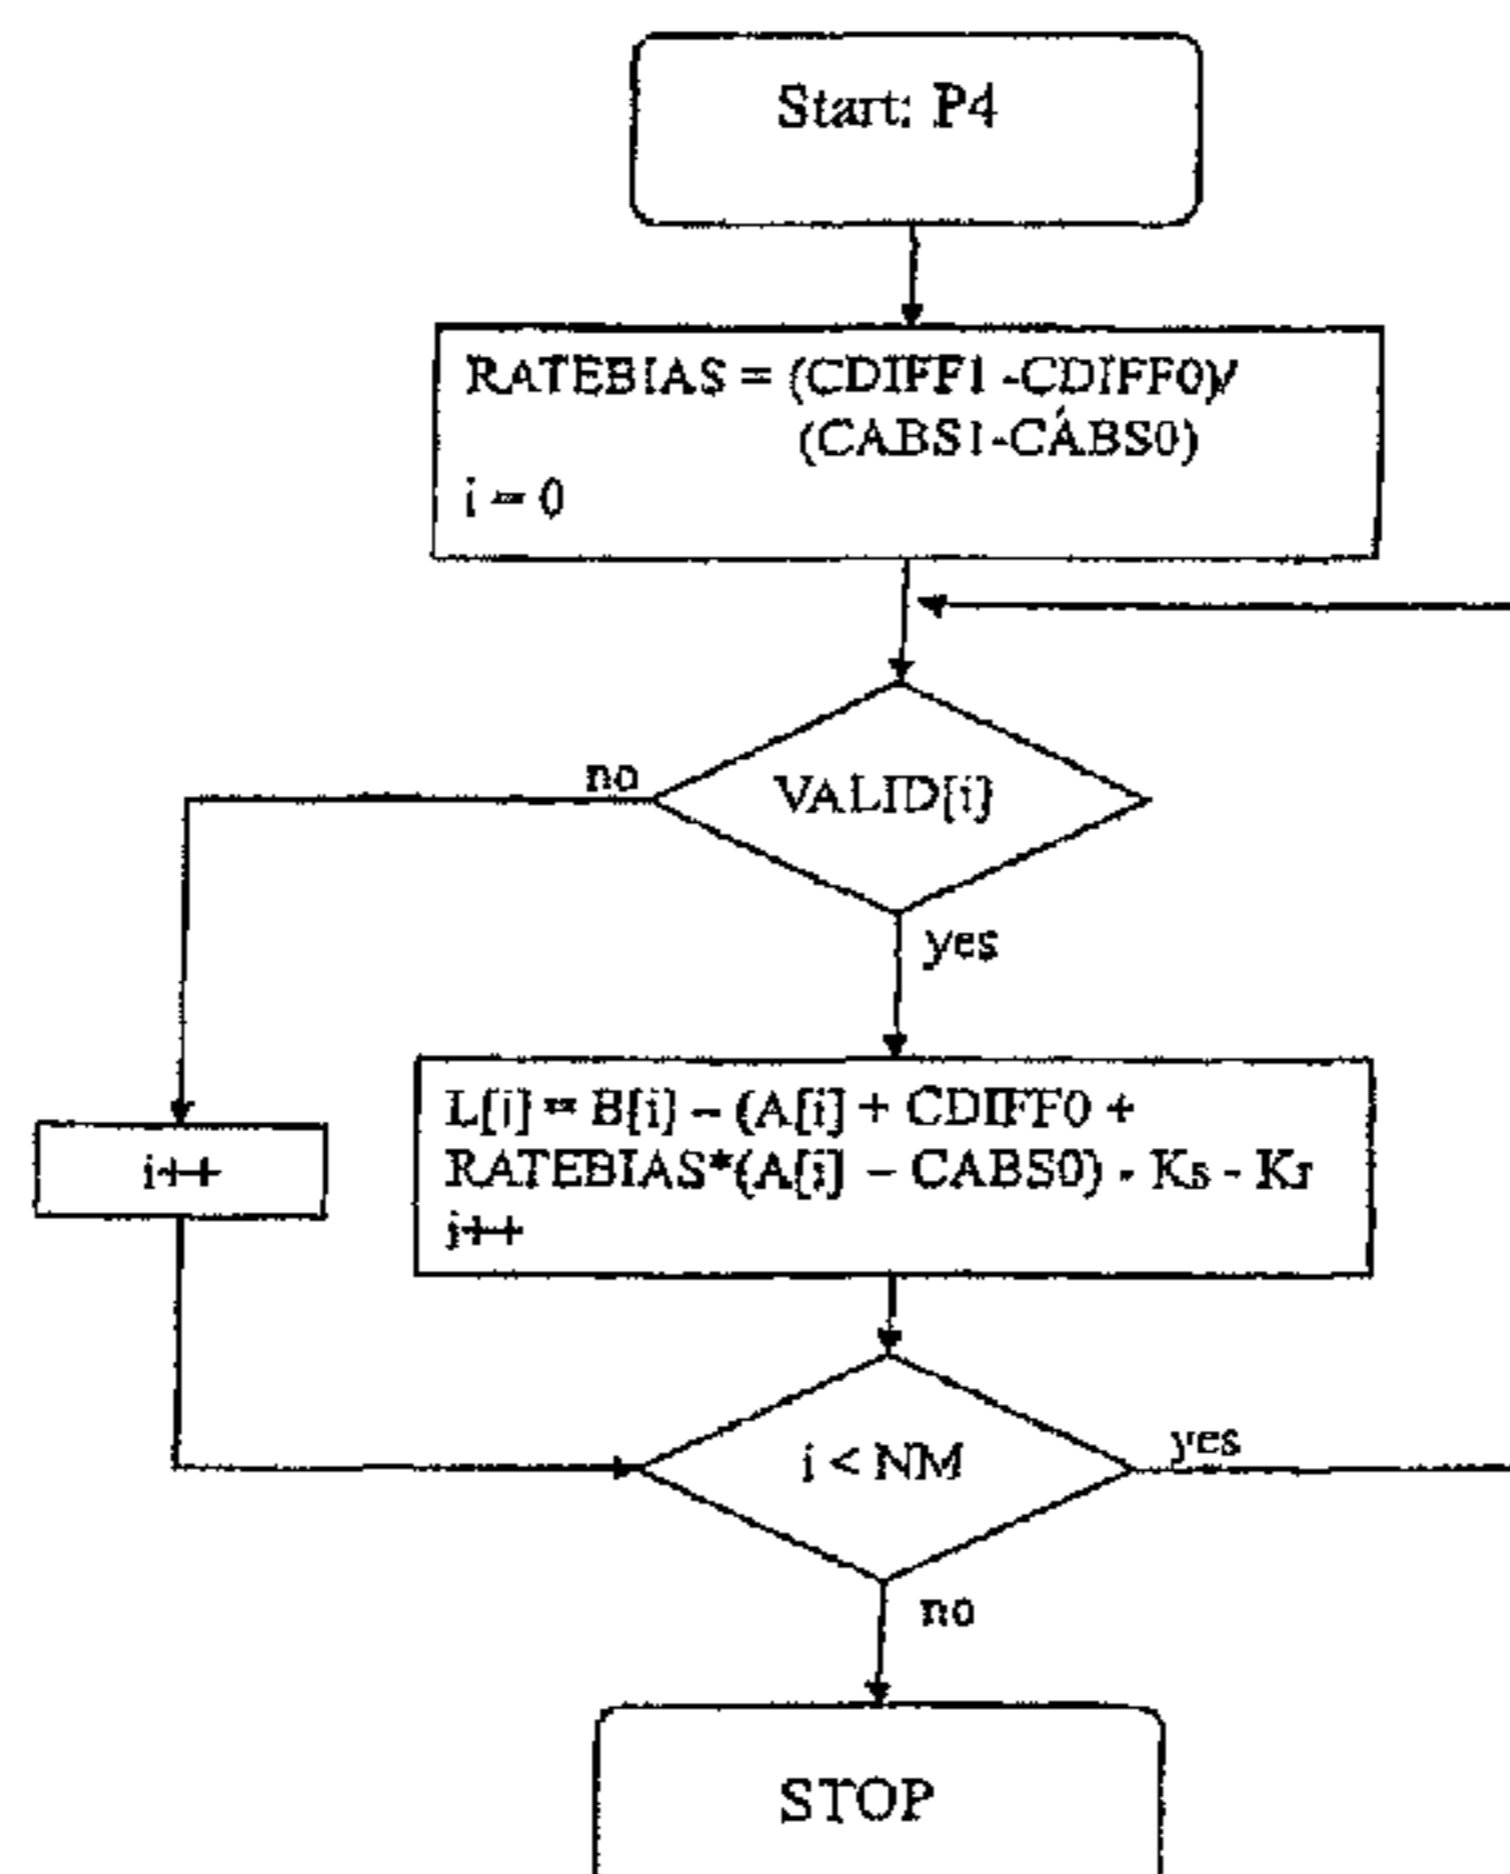 Start: P4
RATEBIAS = (CDIFF1 -CDIFF0)/
(CABS1-CABS0)
i = 0
no
VALID[i]
yes
L[i] = B[i] – (A[i] + CDIFF0 +
RATEBIAS*(A[i] – CABS0) - Ks - Kr
i++
i++
i < NM
yes
no
STOP